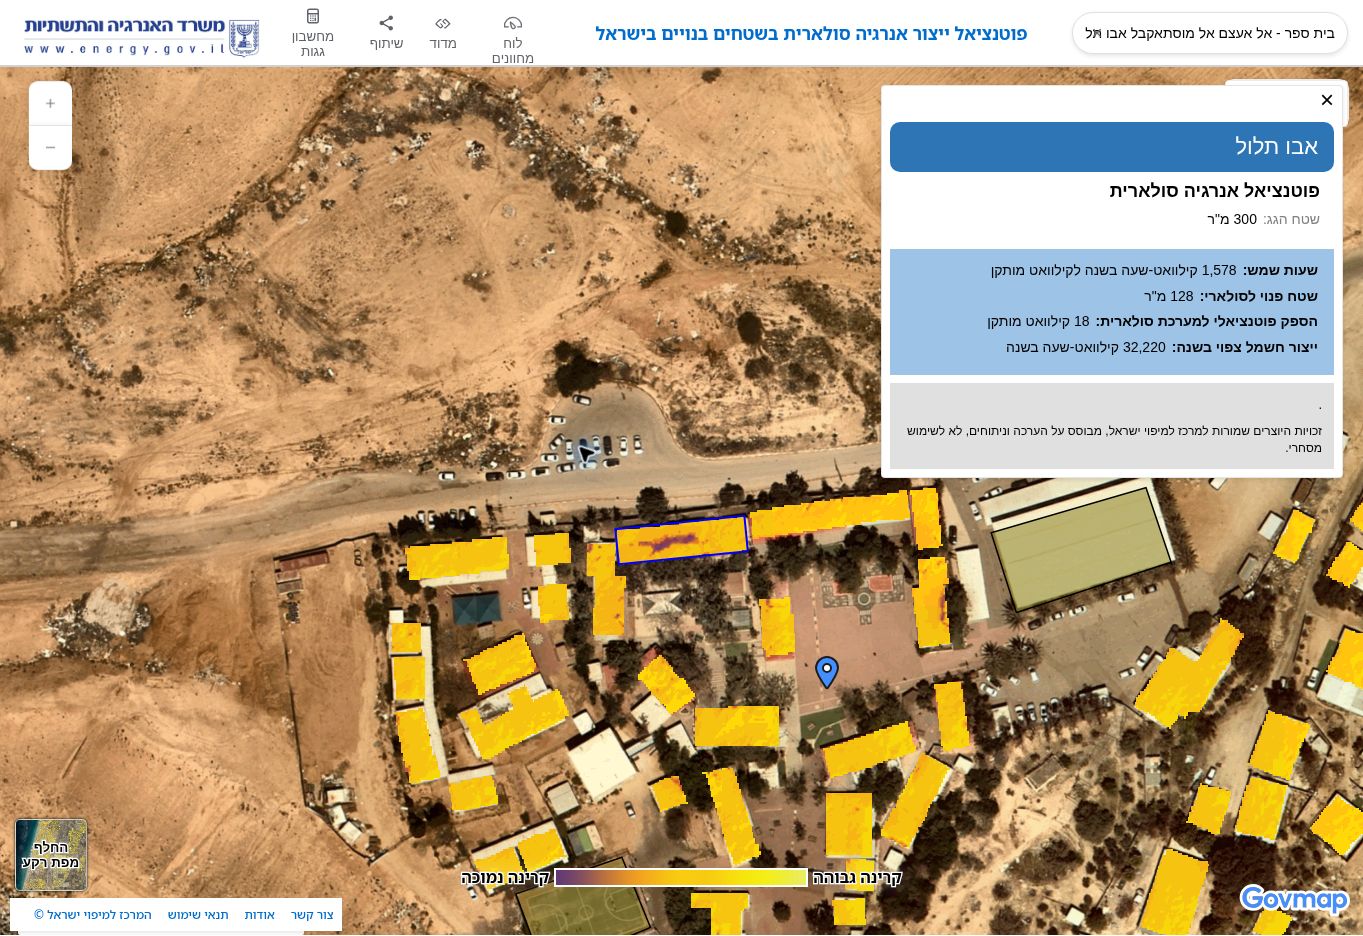 בית ספר - אל אעצם אל מוסתאקבל אבו
פוטנציאל ייצור אנרגיה סולארית בשטחים בנויים בישראל
לוח מחוונים
מדוד
שיתוף
מחשבון גגות
משרד האנרגיה והתשתיות
www.energy.gov.il
+
−
×
אבו תלול
פוטנציאל אנרגיה סולארית
שטח הגג: 300 מ"ר
שעות שמש: 1,578 קילוואט-שעה בשנה לקילוואט מותקן
שטח פנוי לסולארי: 128 מ"ר
הספק פוטנציאלי למערכת סולארית: 18 קילוואט מותקן
ייצור חשמל צפוי בשנה: 32,220 קילוואט-שעה בשנה
.
זכויות היוצרים שמורות למרכז למיפוי ישראל, מבוסס על הערכה וניתוחים, לא לשימוש
מסחרי.
החלף
מפת רקע
קרינה גבוהה
קרינה נמוכה
צור קשר אודות תנאי שימוש המרכז למיפוי ישראל ©
Govmap